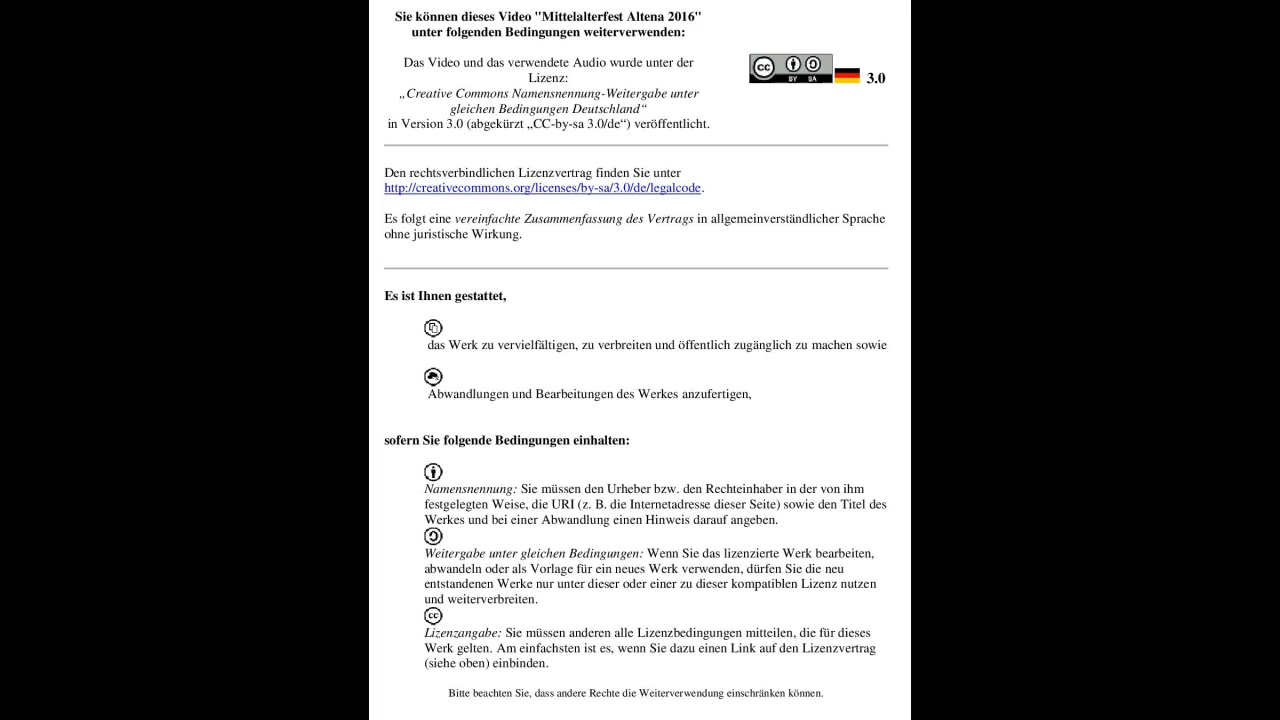 Sie können dieses Video "Mittelalterfest Altena 2016"
unter folgenden Bedingungen weiterverwenden:
Das Video und das verwendete Audio wurde unter der
Lizenz:
„Creative Commons Namensnennung-Weitergabe unter
gleichen Bedingungen Deutschland“
in Version 3.0 (abgekürzt „CC-by-sa 3.0/de“) veröffentlicht.
cc BY SA 3.0
Den rechtsverbindlichen Lizenzvertrag finden Sie unter
http://creativecommons.org/licenses/by-sa/3.0/de/legalcode.
Es folgt eine vereinfachte Zusammenfassung des Vertrags in allgemeinverständlicher Sprache
ohne juristische Wirkung.
Es ist Ihnen gestattet,
das Werk zu vervielfältigen, zu verbreiten und öffentlich zugänglich zu machen sowie
Abwandlungen und Bearbeitungen des Werkes anzufertigen,
sofern Sie folgende Bedingungen einhalten:
Namensnennung: Sie müssen den Urheber bzw. den Rechteinhaber in der von ihm
festgelegten Weise, die URI (z. B. die Internetadresse dieser Seite) sowie den Titel des
Werkes und bei einer Abwandlung einen Hinweis darauf angeben.
Weitergabe unter gleichen Bedingungen: Wenn Sie das lizenzierte Werk bearbeiten,
abwandeln oder als Vorlage für ein neues Werk verwenden, dürfen Sie die neu
entstandenen Werke nur unter dieser oder einer zu dieser kompatiblen Lizenz nutzen
und weiterverbreiten.
cc
Lizenzangabe: Sie müssen anderen alle Lizenzbedingungen mitteilen, die für dieses
Werk gelten. Am einfachsten ist es, wenn Sie dazu einen Link auf den Lizenzvertrag
(siehe oben) einbinden.
Bitte beachten Sie, dass andere Rechte die Weiterverwendung einschränken können.